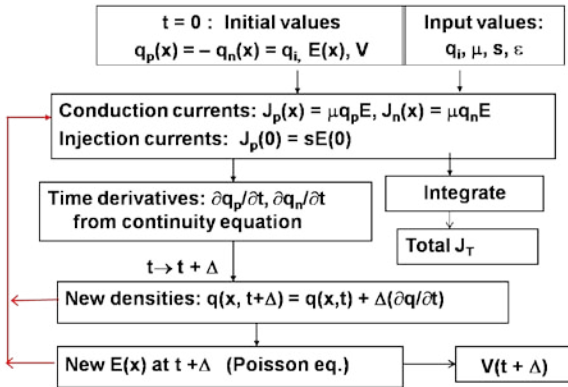 t = 0 : Initial values
qₚ(x) = – qₙ(x) = qᵢ, E(x), V
Input values:
qᵢ, μ, s, ε
Conduction currents: Jₚ(x) = μqₚE, Jₙ(x) = μqₙE
Injection currents: Jₚ(0) = sE(0)
Time derivatives: ∂qₚ/∂t, ∂qₙ/∂t
from continuity equation
Integrate
Total J_T
t→ t + Δ
New densities: q(x, t+Δ) = q(x,t) + Δ(∂q/∂t)
New E(x) at t +Δ (Poisson eq.)
V(t + Δ)